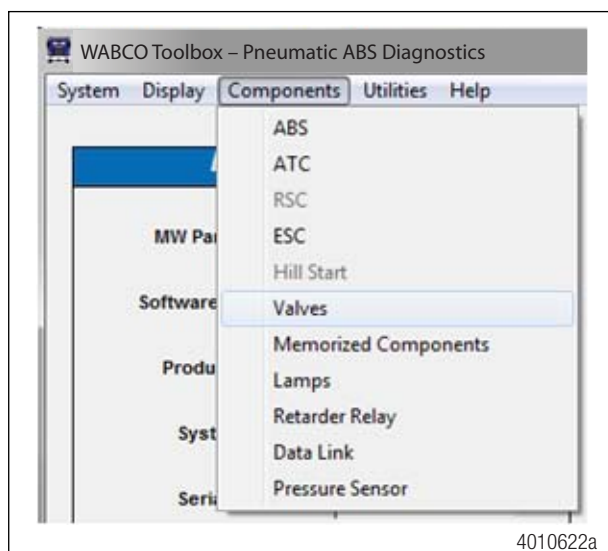 WABCO Toolbox – Pneumatic ABS Diagnostics
System Display Components Utilities Help
ABS
ATC
RSC
MW Pa
ESC
Hill Start
Software
Valves
Memorized Components
Produ
Lamps
Retarder Relay
Syst
Data Link
Seri
Pressure Sensor
4010622a